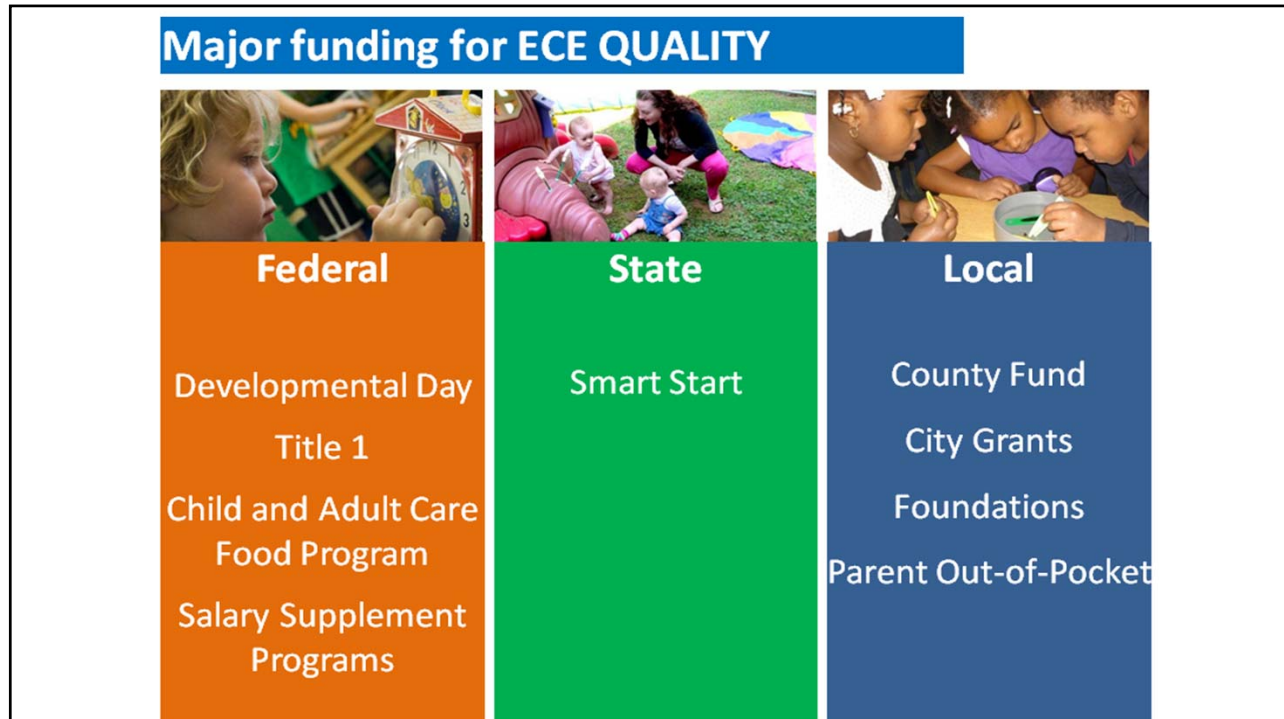 Major funding for ECE QUALITY
Federal
Developmental Day
Title 1
Child and Adult Care
Food Program
Salary Supplement
Programs
State
Smart Start
Local
County Fund
City Grants
Foundations
Parent Out-of-Pocket